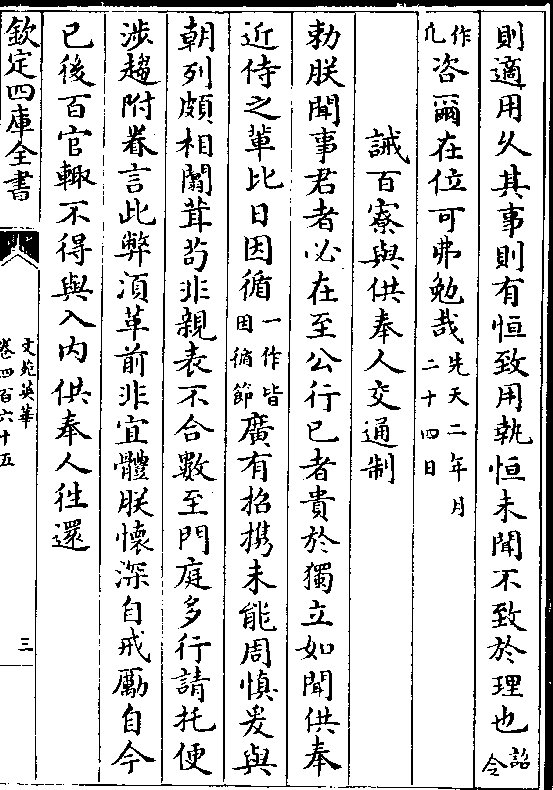 則適用久其事則有恒致用執恒未聞不致於理也詔令
作凢咨爾在位可弗勉哉先天二年月二十四日
誡百寮與供奉人交通制
勅朕聞事君者必在至公行已者貴於獨立如聞供奉
近侍之輩比日因循一作皆因循節廣有招携未能周慎爰與
朝列頗相闒茸茍非親表不合數至門庭多行請托便
涉趨附眷言此弊湏革前非宜體朕懷深自戒勵自今
已後百官輙不得與入内供奉人徃還
欽定四庫全書
文苑英華
卷四百六十五
三